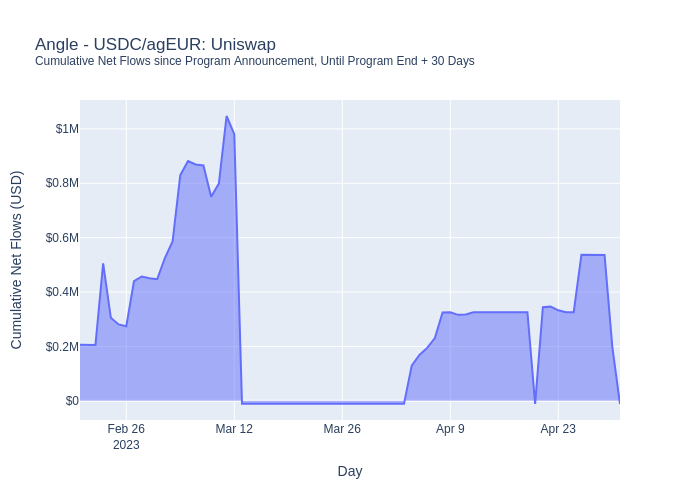 Angle - USDC/agEUR: Uniswap
Cumulative Net Flows since Program Announcement, Until Program End + 30 Days
Cumulative Net Flows (USD)
$1M
$0.8M
$0.6M
$0.4M
$0.2M
$0
Feb 26
2023
Mar 12
Mar 26
Apr 9
Apr 23
Day